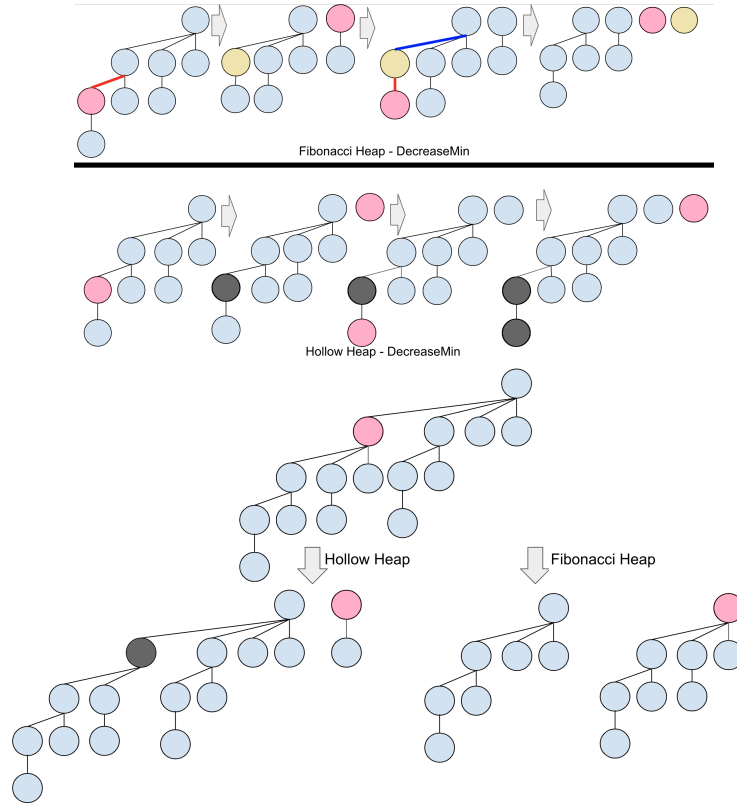 Fibonacci Heap - DecreaseMin
Hollow Heap - DecreaseMin
Hollow Heap
Fibonacci Heap